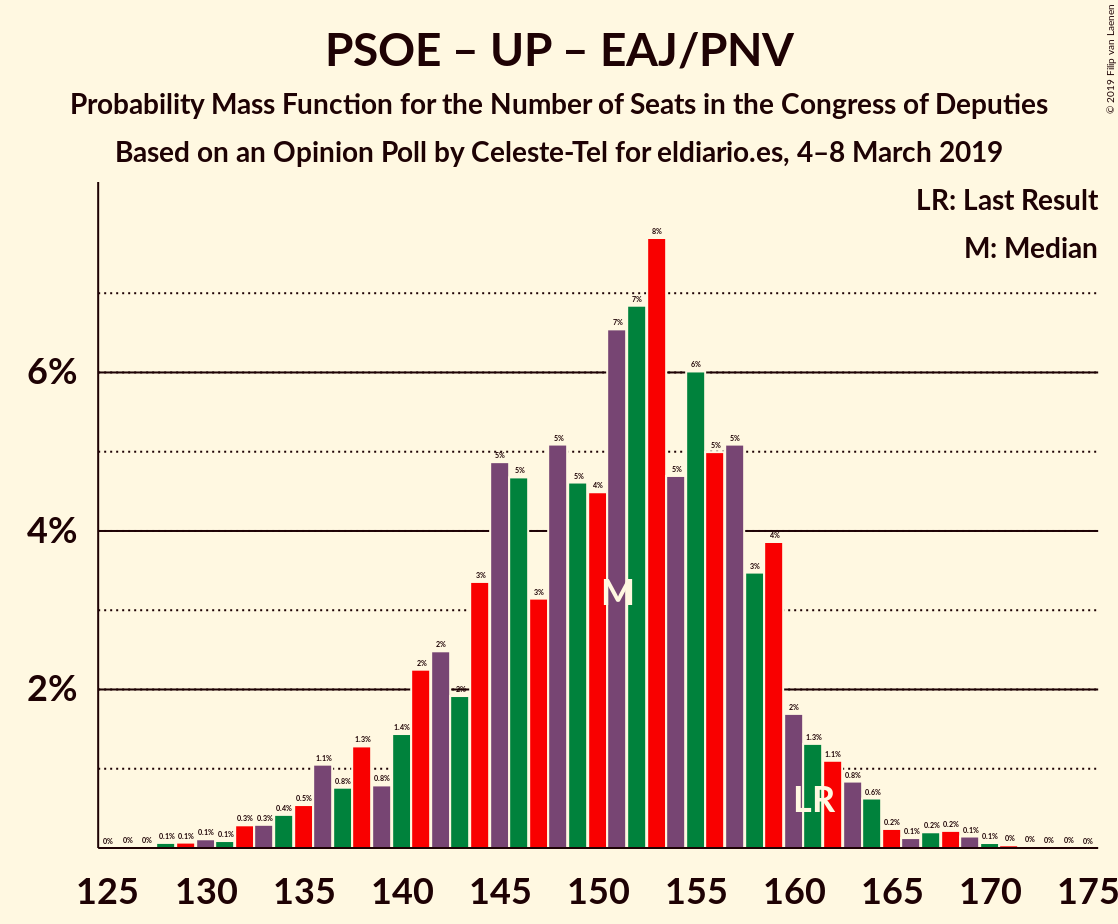 PSOE – UP – EAJ/PNV
Probability Mass Function for the Number of Seats in the Congress of Deputies
Based on an Opinion Poll by Celeste-Tel for eldiario.es, 4–8 March 2019
© 2019 Filip van Laenen
LR: Last Result
M: Median
6%
4%
2%
0% 0% 0% 0.1% 0.1% 0.1% 0.1% 0.3% 0.3% 0.4% 0.5% 1.1% 0.8% 1.3% 0.8% 1.4% 2% 2% 2% 3% 5% 5% 3% 5% 5% 4% 7% 7% 8% 5% 6% 5% 5% 3% 4% 2% 1.3% 1.1% 0.8% 0.6% 0.2% 0.1% 0.2% 0.2% 0.1% 0.1% 0% 0% 0% 0% 0%
M
LR
125 130 135 140 145 150 155 160 165 170 175